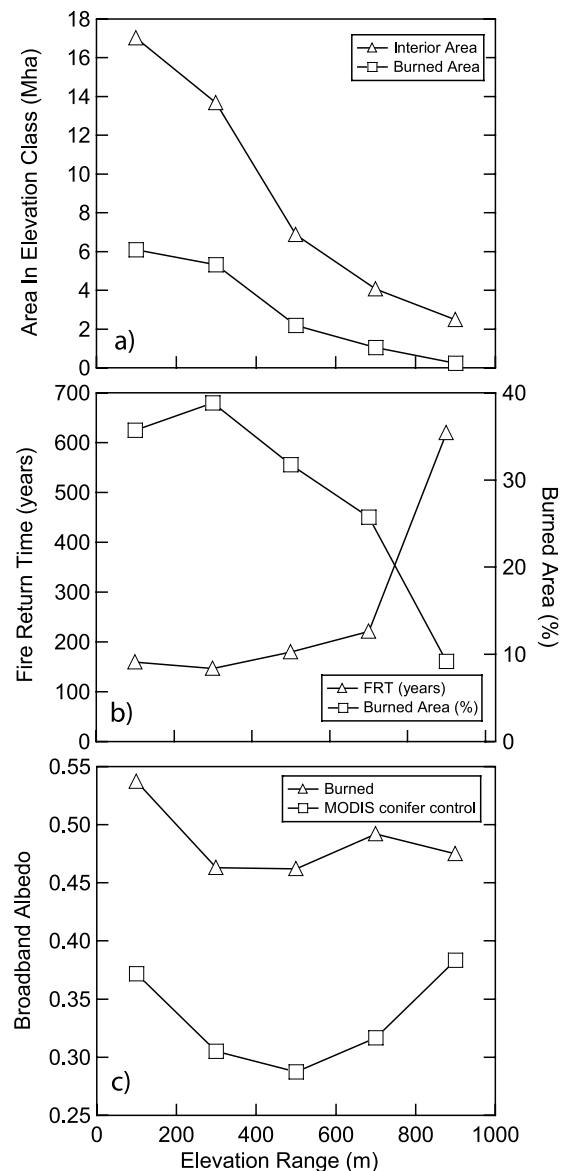 18
16
14
12
10
8
6
4
2
0
Area In Elevation Class (Mha)
Interior Area
Burned Area
a)
700
600
500
400
300
200
100
0
Fire Return Time (years)
40
30
20
10
0
Burned Area (%)
FRT (years)
Burned Area (%)
b)
0.55
0.50
0.45
0.40
0.35
0.30
0.25
Broadband Albedo
Burned
MODIS conifer control
c)
0 200 400 600 800 1000
Elevation Range (m)